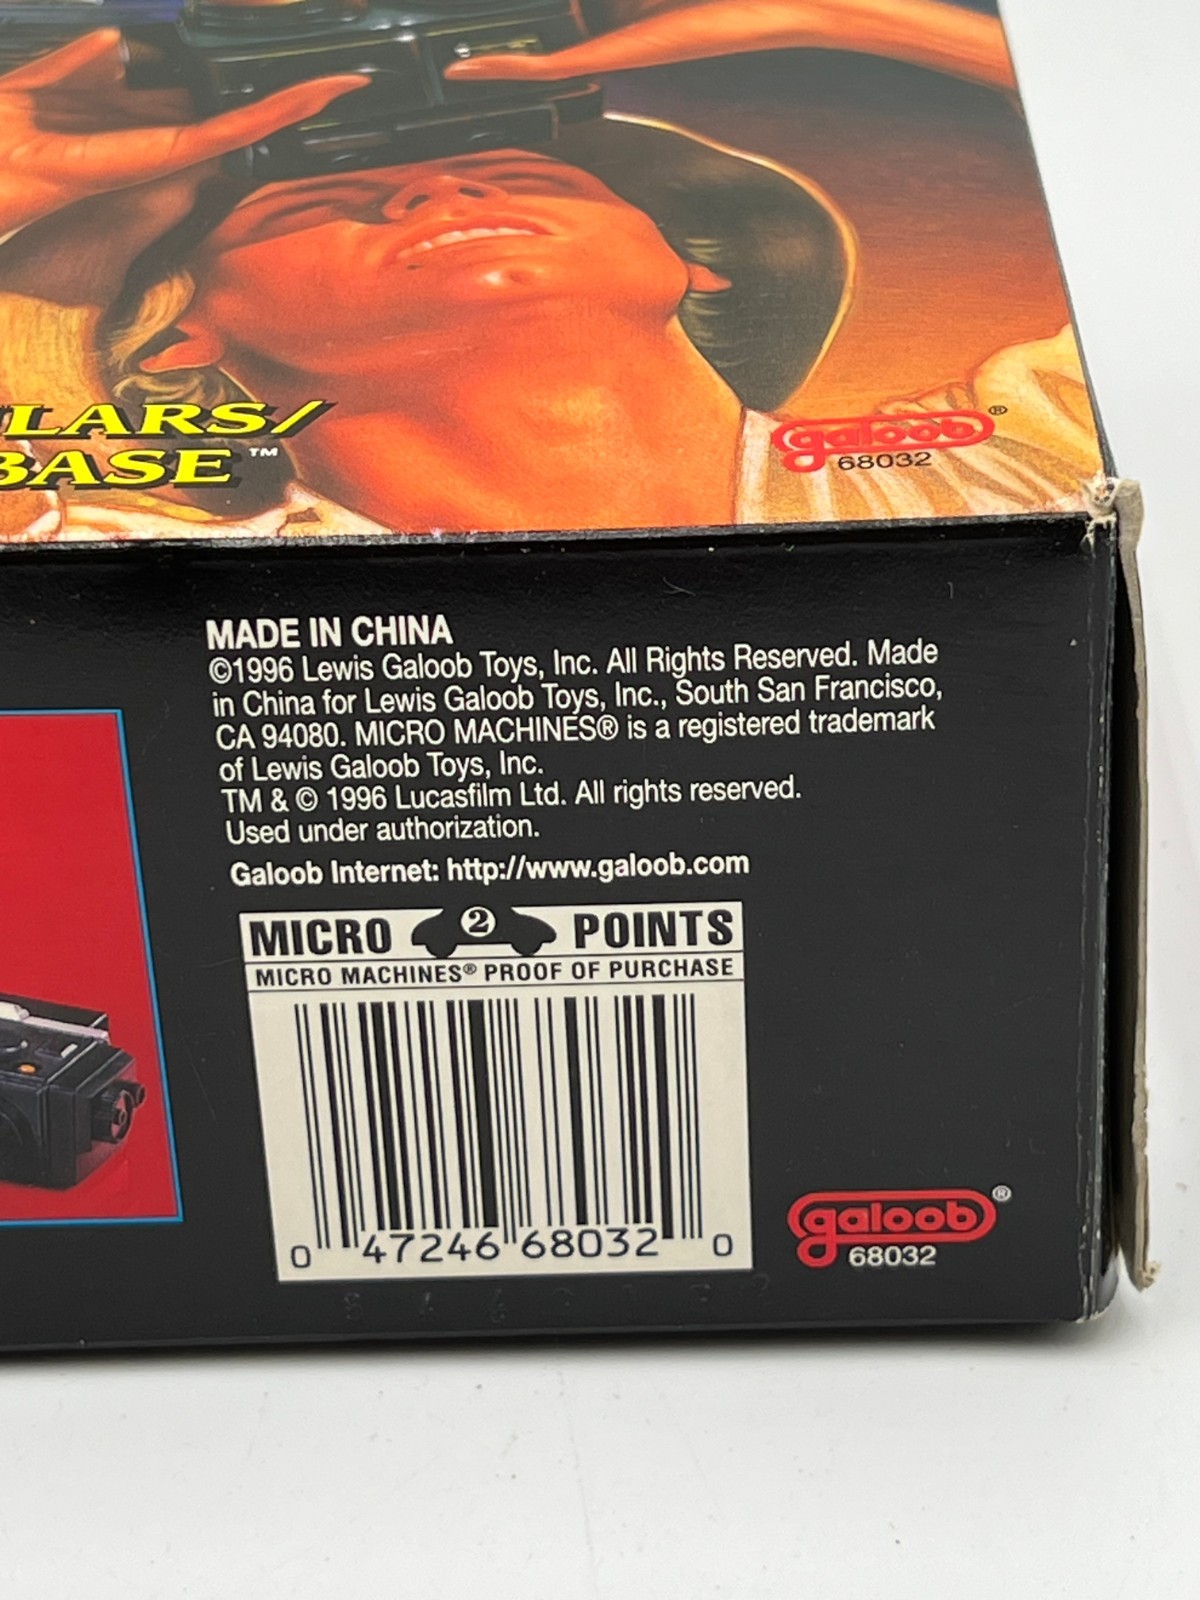 LARS/
BASE™
galoob®
68032
MADE IN CHINA
©1996 Lewis Galoob Toys, Inc. All Rights Reserved. Made
in China for Lewis Galoob Toys, Inc., South San Francisco,
CA 94080. MICRO MACHINES® is a registered trademark
of Lewis Galoob Toys, Inc.
TM & © 1996 Lucasfilm Ltd. All rights reserved.
Used under authorization.
Galoob Internet: http://www.galoob.com
MICRO 2 POINTS
MICRO MACHINES® PROOF OF PURCHASE
0 47246 68032 0
galoob®
68032